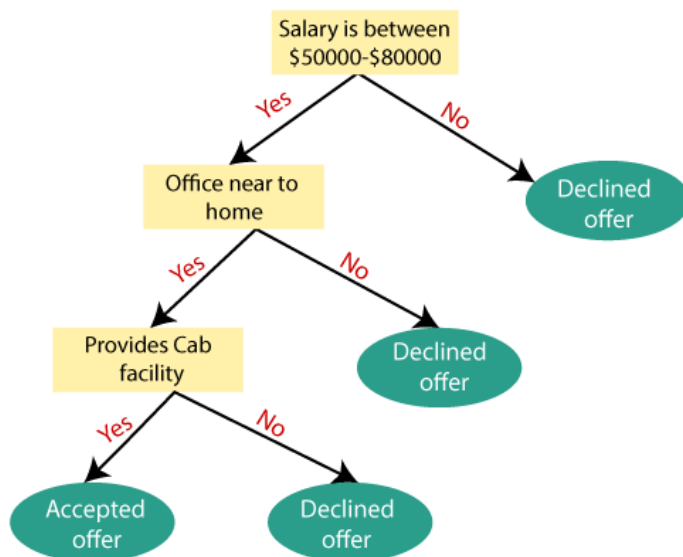 Salary is between
$50000-$80000
Yes
No
Office near to
home
Declined
offer
Yes
No
Provides Cab
facility
Declined
offer
Yes
No
Accepted
offer
Declined
offer